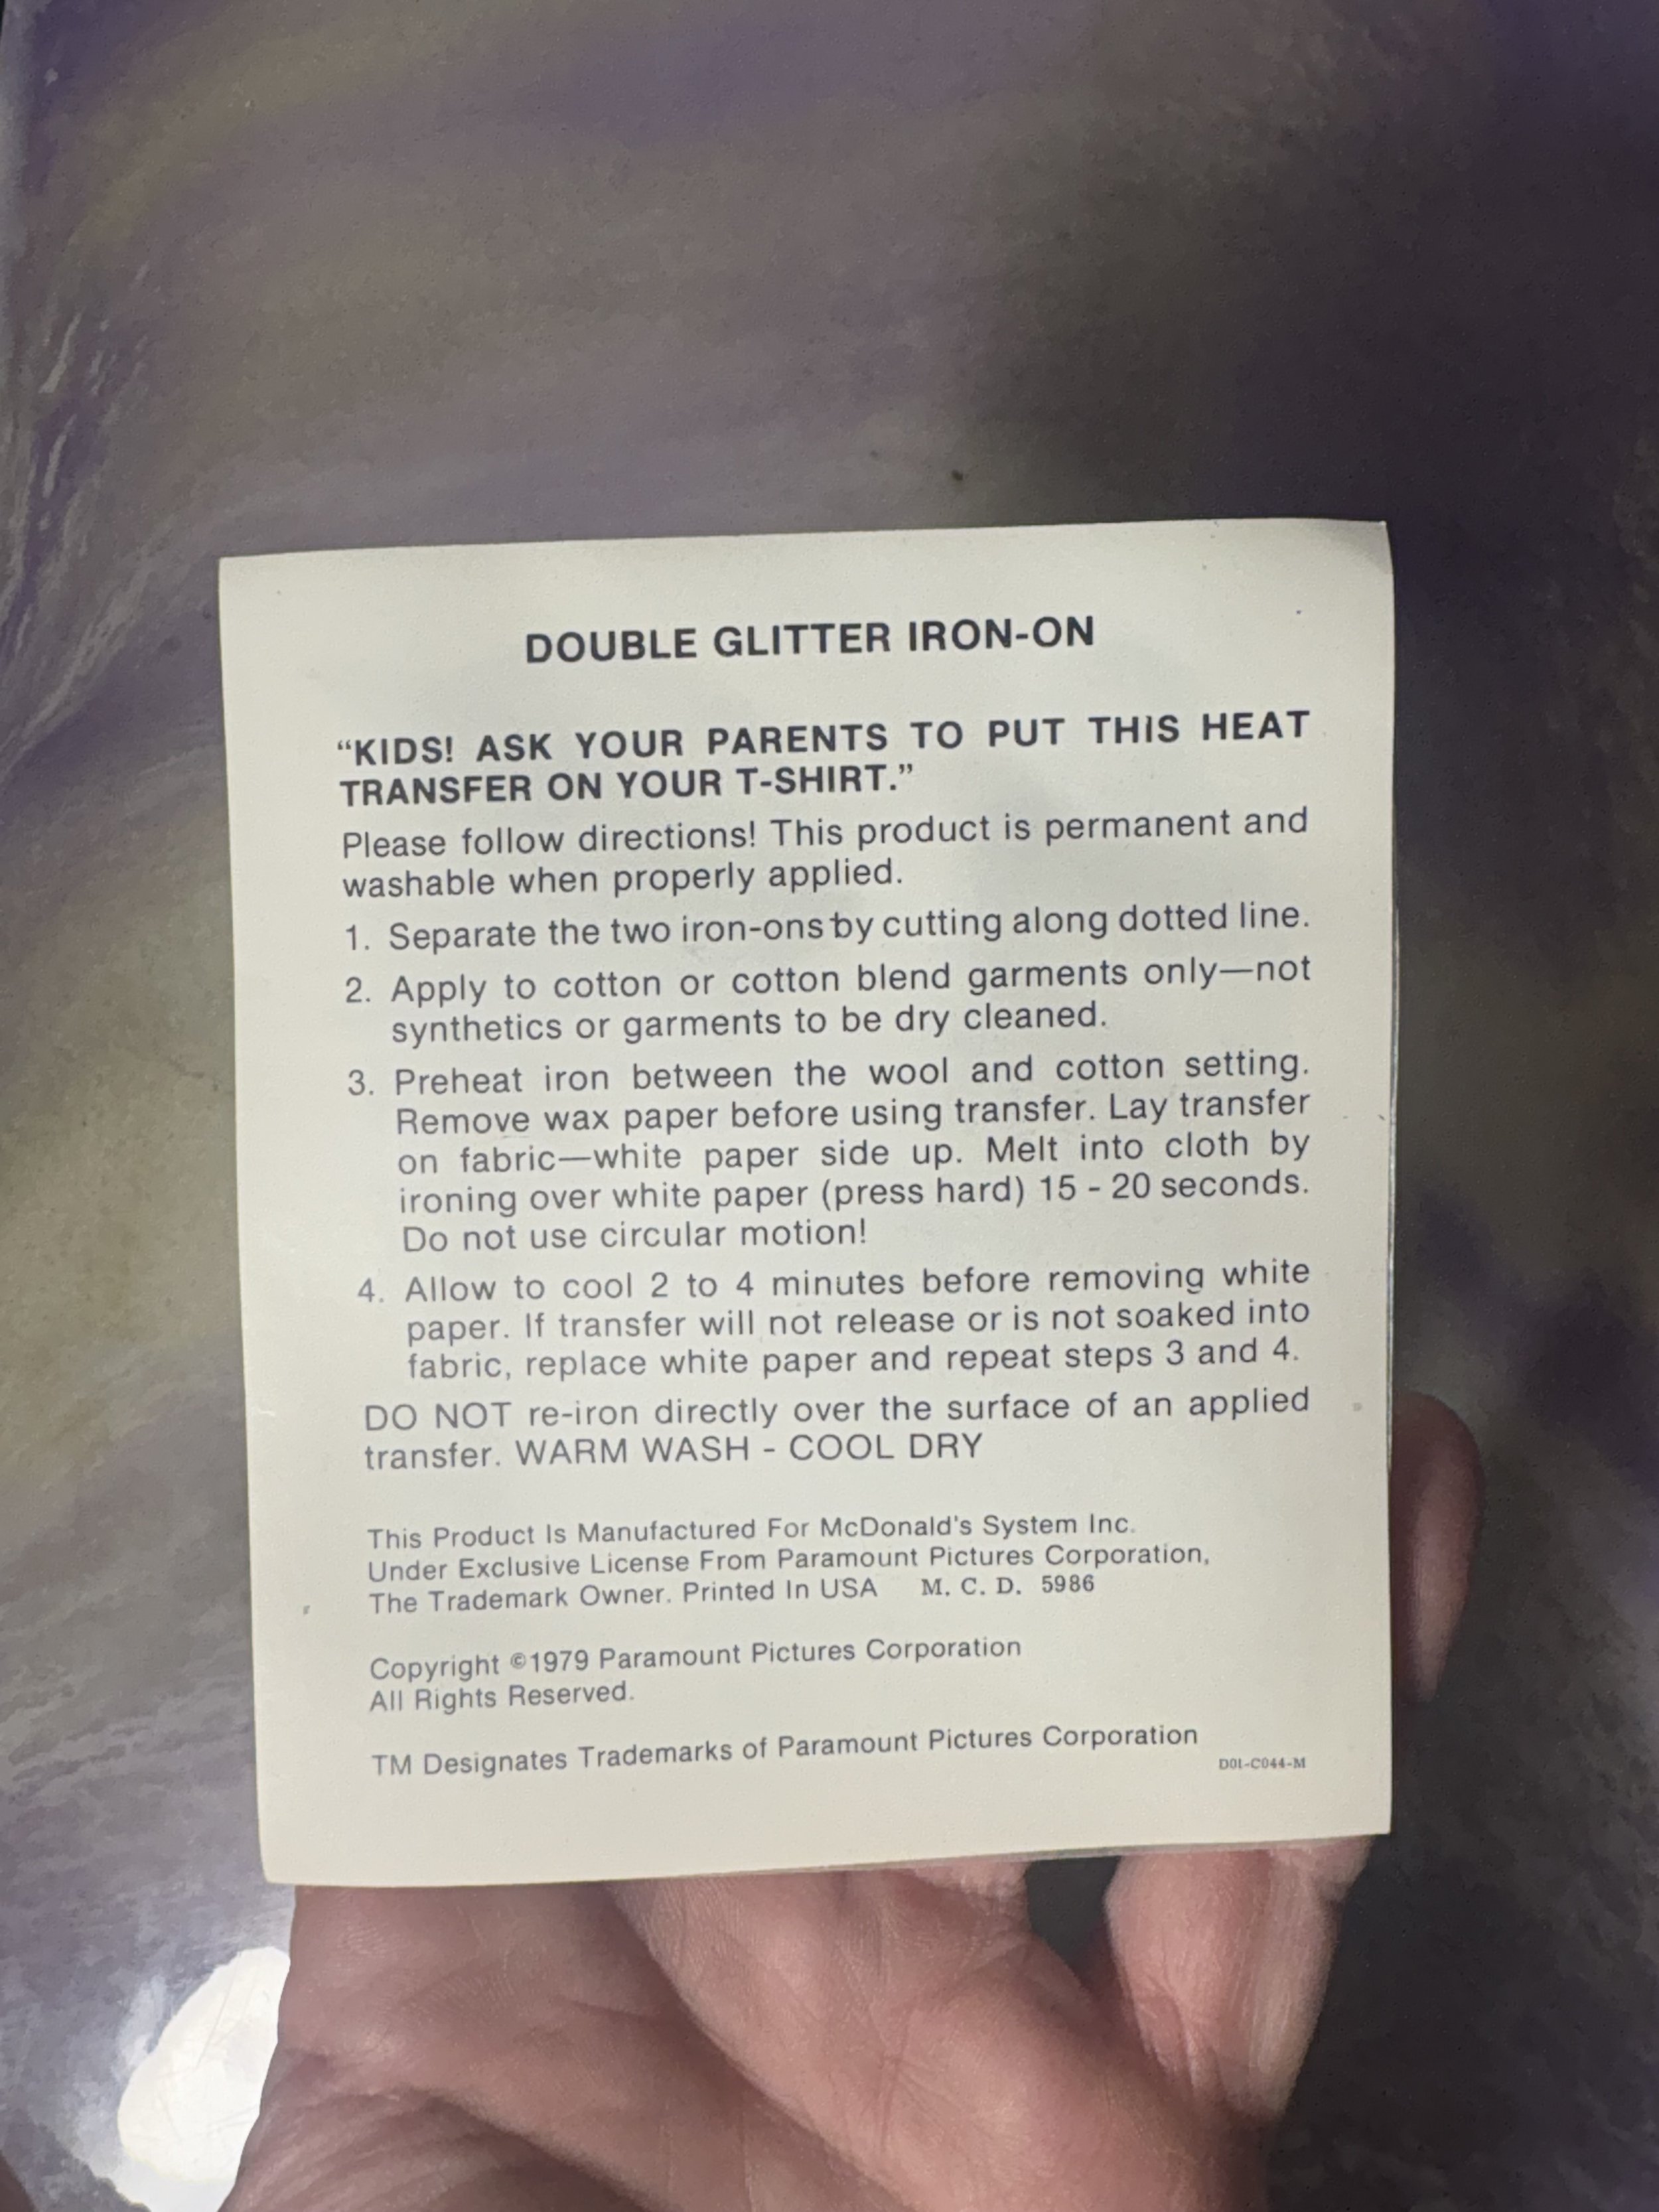 DOUBLE GLITTER IRON-ON
“KIDS! ASK YOUR PARENTS TO PUT THIS HEAT
TRANSFER ON YOUR T-SHIRT.”
Please follow directions! This product is permanent and
washable when properly applied.
1. Separate the two iron-ons by cutting along dotted line.
2. Apply to cotton or cotton blend garments only—not
synthetics or garments to be dry cleaned.
3. Preheat iron between the wool and cotton setting.
Remove wax paper before using transfer. Lay transfer
on fabric—white paper side up. Melt into cloth by
ironing over white paper (press hard) 15 - 20 seconds.
Do not use circular motion!
4. Allow to cool 2 to 4 minutes before removing white
paper. If transfer will not release or is not soaked into
fabric, replace white paper and repeat steps 3 and 4.
DO NOT re-iron directly over the surface of an applied
transfer. WARM WASH - COOL DRY
This Product Is Manufactured For McDonald's System Inc.
Under Exclusive License From Paramount Pictures Corporation,
The Trademark Owner. Printed In USA M. C. D. 5986
Copyright ©1979 Paramount Pictures Corporation
All Rights Reserved.
TM Designates Trademarks of Paramount Pictures Corporation
D01-C044-M